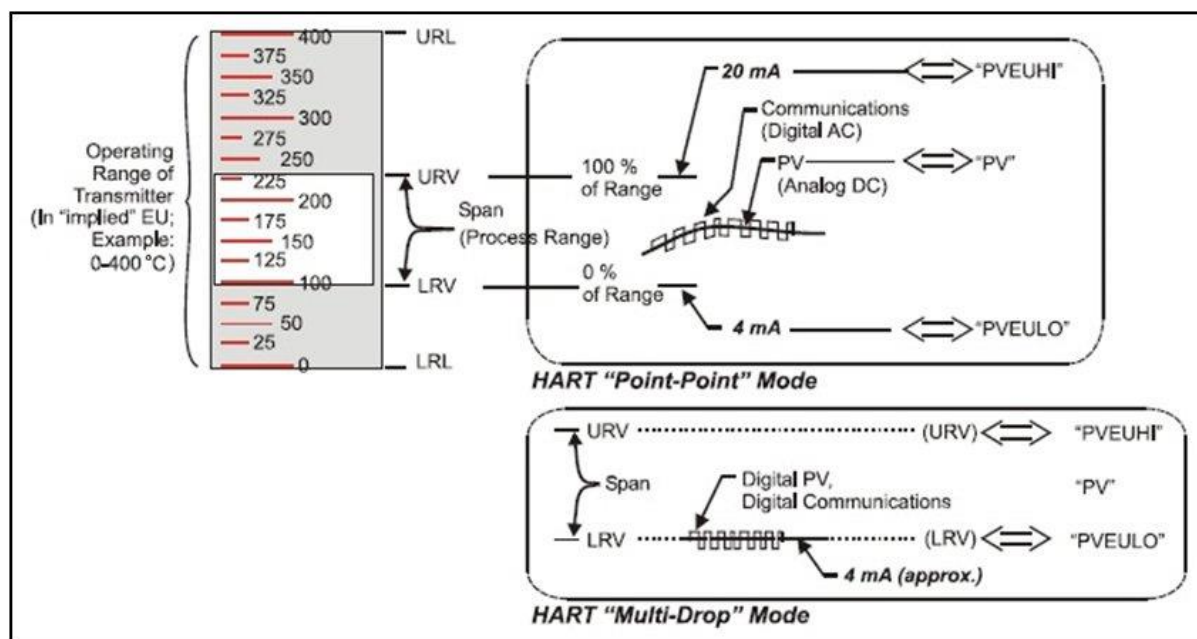 Operating
Range of
Transmitter
(In "implied" EU;
Example:
0-400 °C)
400
375
350
325
300
275
250
225
200
175
150
125
100
75
50
25
0
URL
URV
Span
(Process Range)
LRV
LRL
100 %
of Range
0 %
of Range
20 mA
"PVEUHI"
Communications
(Digital AC)
PV
(Analog DC)
"PV"
4 mA
"PVEULO"
HART "Point-Point" Mode
URV
(URV)
"PVEUHI"
Span
Digital PV,
Digital Communications
"PV"
LRV
(LRV)
"PVEULO"
4 mA (approx.)
HART "Multi-Drop" Mode